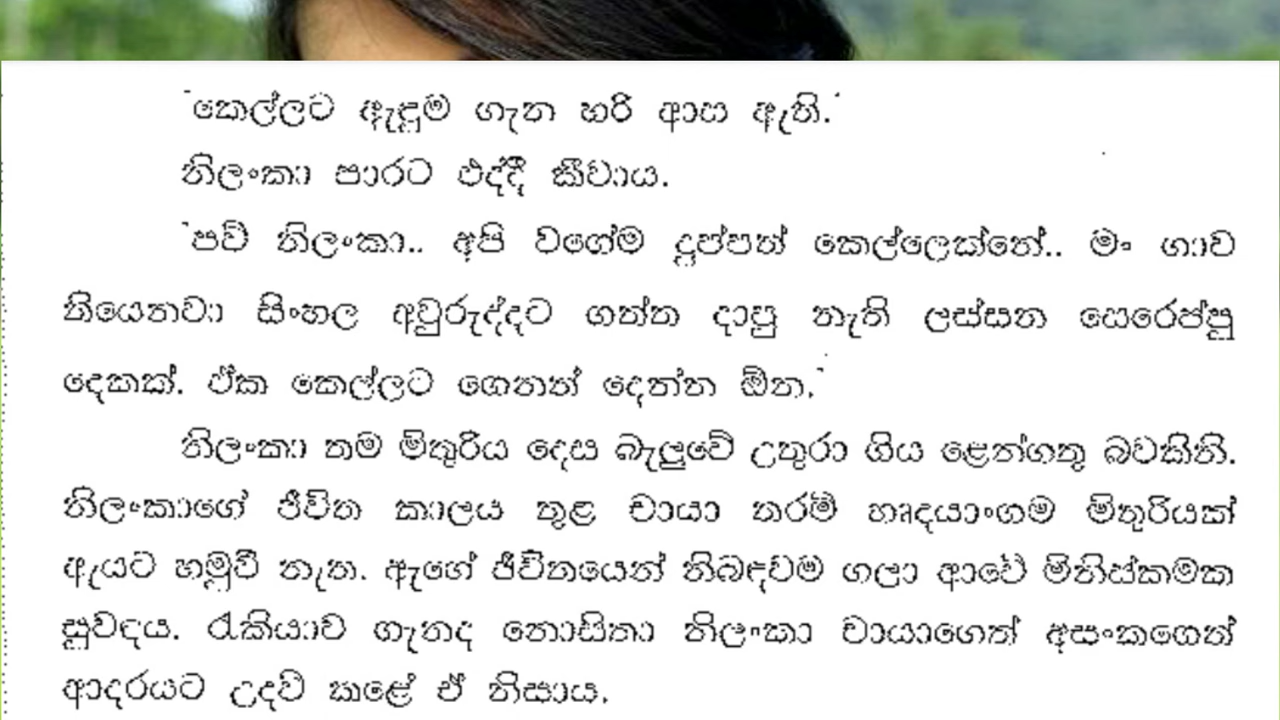 'කෙල්ලට ඇඳුම ගැන හරි ආස ඇති.'
නිලංකා පාරට එද්දී කීවාය.
'පව් නිලංකා.. අපි වගේම දුප්පත් කෙල්ලෙක්නේ.. මං ගාව
තියෙනවා සිංහල අවුරුද්දට ගත්ත දාපු නැති ලස්සන සෙරෙප්පු
දෙකක්. ඒක කෙල්ලට ගෙනත් දෙන්න ඕන.'
නිලංකා තම මිතුරිය දෙස බැලුවේ උතුරා ගිය ළෙන්ගතු බවකිනි.
නිලංකාගේ ජීවිත කාලය තුළ චායා තරම් හෘදයාංගම මිතුරියක්
ඇයට හමුවී නැත. ඇගේ ජීවිතයෙන් නිබඳවම ගලා ආවේ මිනිස්කමක
සුවඳය. රැකියාව ගැනද නොසිතා නිලංකා චායාගෙත් අසංකගෙත්
ආදරයට උදව් කළේ ඒ නිසාය.